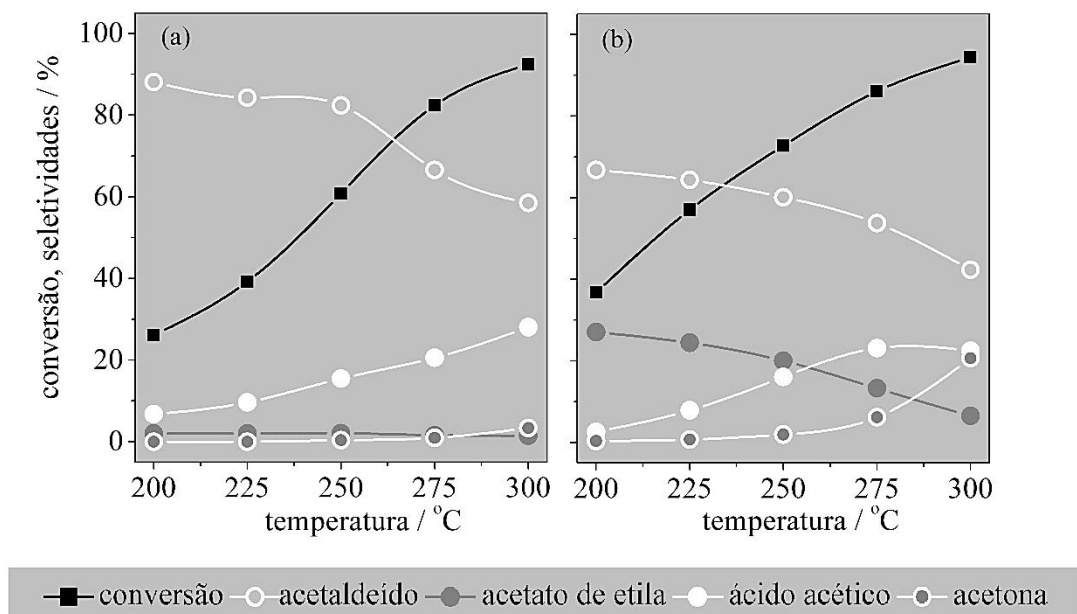 (a)
(b)
conversão, seletividades / %
100
80
60
40
20
0
200 225 250 275 300
200 225 250 275 300
temperatura / °C
temperatura / °C
conversão acetaldeído acetato de etila ácido acético acetona